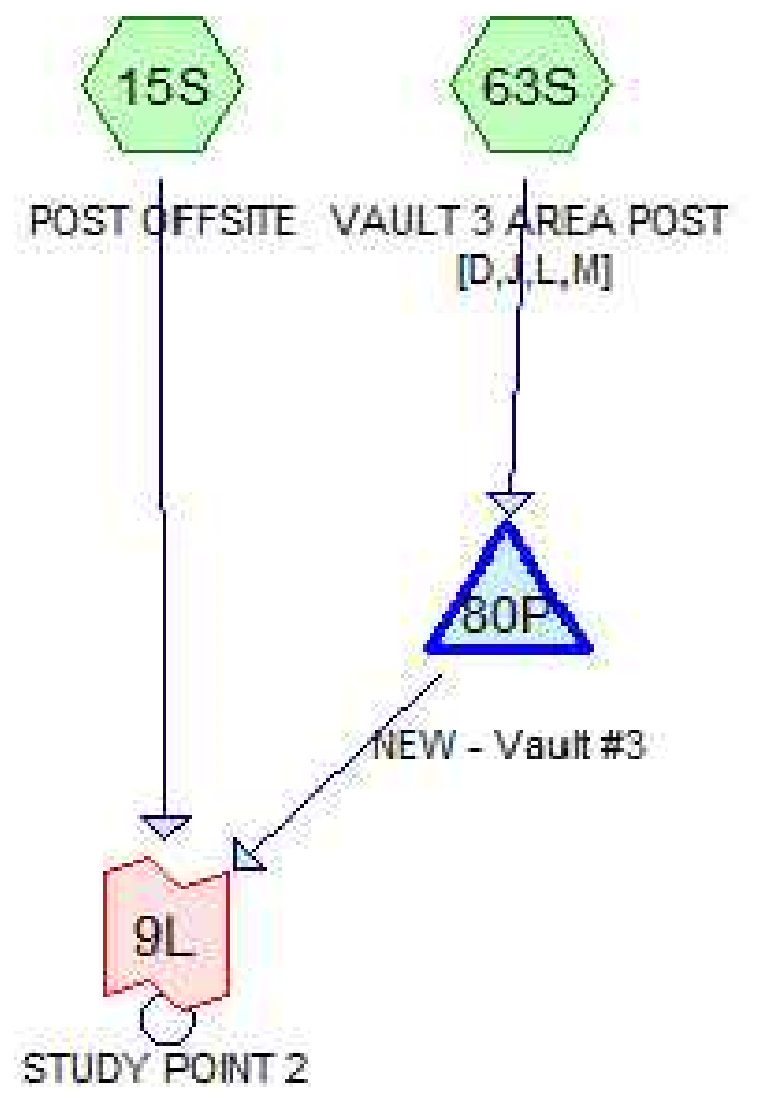 15S
63S
POST OFFSITE
VAULT 3 AREA POST
[D,J,L,M]
80P
NEW - Vault #3
9L
STUDY POINT 2